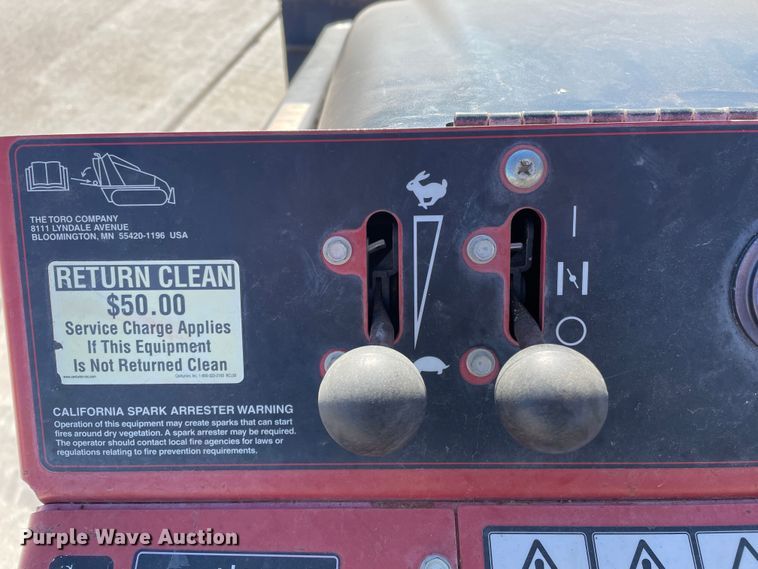 THE TORO COMPANY
8111 LYNDALE AVENUE
BLOOMINGTON, MN 55420-1196 USA
RETURN CLEAN
$50.00
Service Charge Applies
If This Equipment
Is Not Returned Clean
CALIFORNIA SPARK ARRESTER WARNING
Operation of this equipment may create sparks that can start
fires around dry vegetation. A spark arrester may be required.
The operator should contact local fire agencies for laws or
regulations relating to fire prevention requirements.
Purple Wave Auction